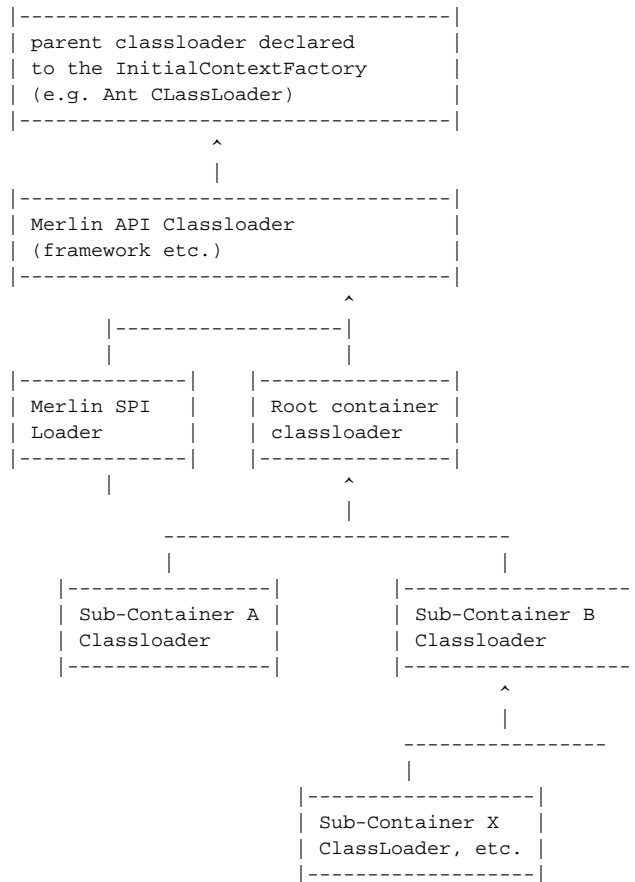 parent classloader declared
to the InitialContextFactory
(e.g. Ant CLassLoader)
Merlin API Classloader
(framework etc.)
Merlin SPI
Loader
Root container
classloader
Sub-Container A
Classloader
Sub-Container B
Classloader
Sub-Container X
ClassLoader, etc.